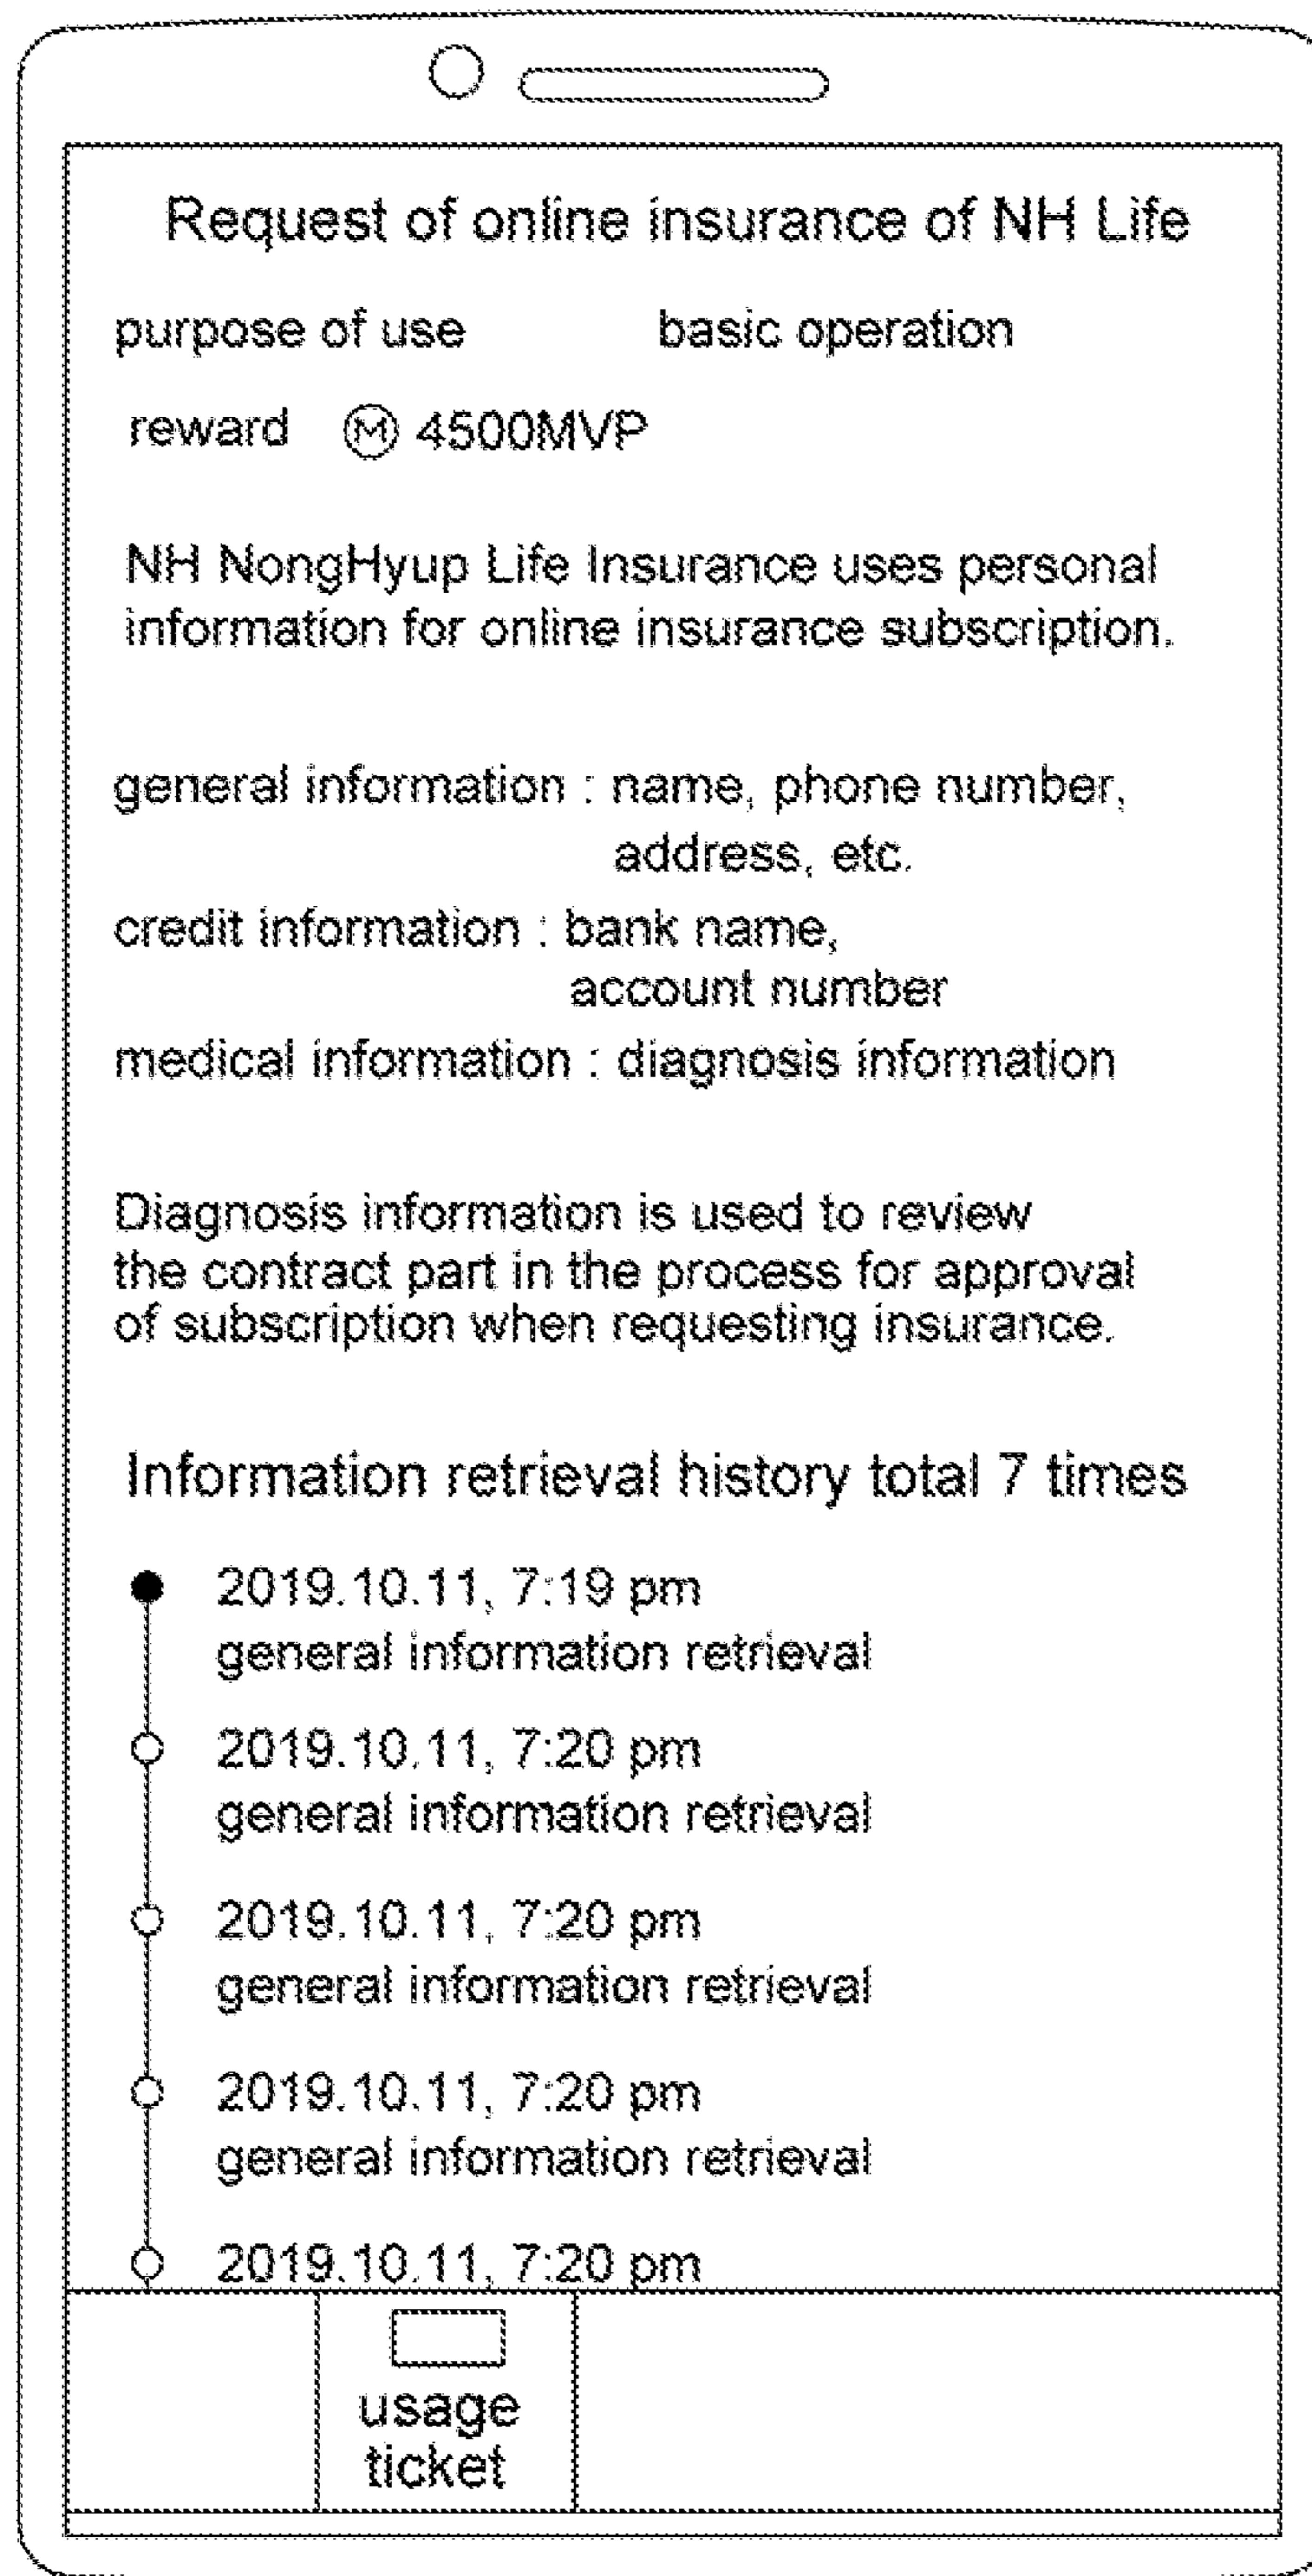 Request of online insurance of NH Life
purpose of use basic operation
reward Ⓜ 4500MVP
NH NongHyup Life Insurance uses personal
information for online insurance subscription.
general information : name, phone number,
address, etc.
credit information : bank name,
account number
medical information : diagnosis information
Diagnosis information is used to review
the contract part in the process for approval
of subscription when requesting insurance.
Information retrieval history total 7 times
2019.10.11, 7:19 pm
general information retrieval
2019.10.11, 7:20 pm
general information retrieval
2019.10.11, 7:20 pm
general information retrieval
2019.10.11, 7:20 pm
general information retrieval
2019.10.11, 7:20 pm
usage
ticket